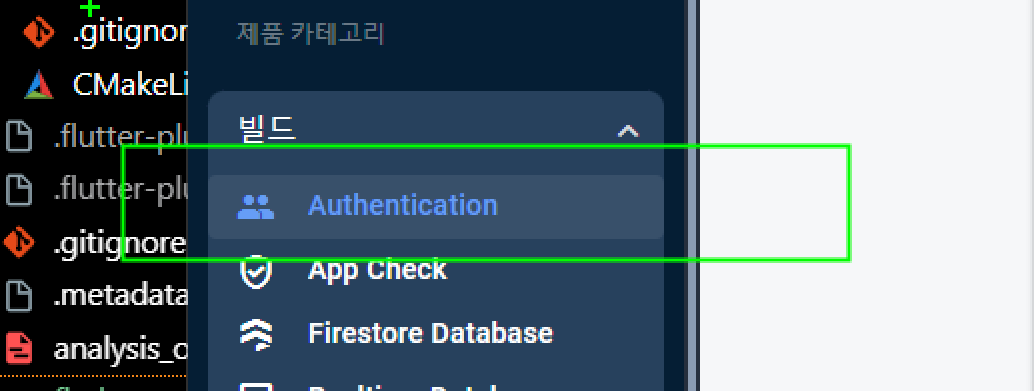 .gitignor
CMakeLi
.flutter-plu
.flutter-plu
.gitignore
.metadata
analysis_o
제품 카테고리
빌드
Authentication
App Check
Firestore Database